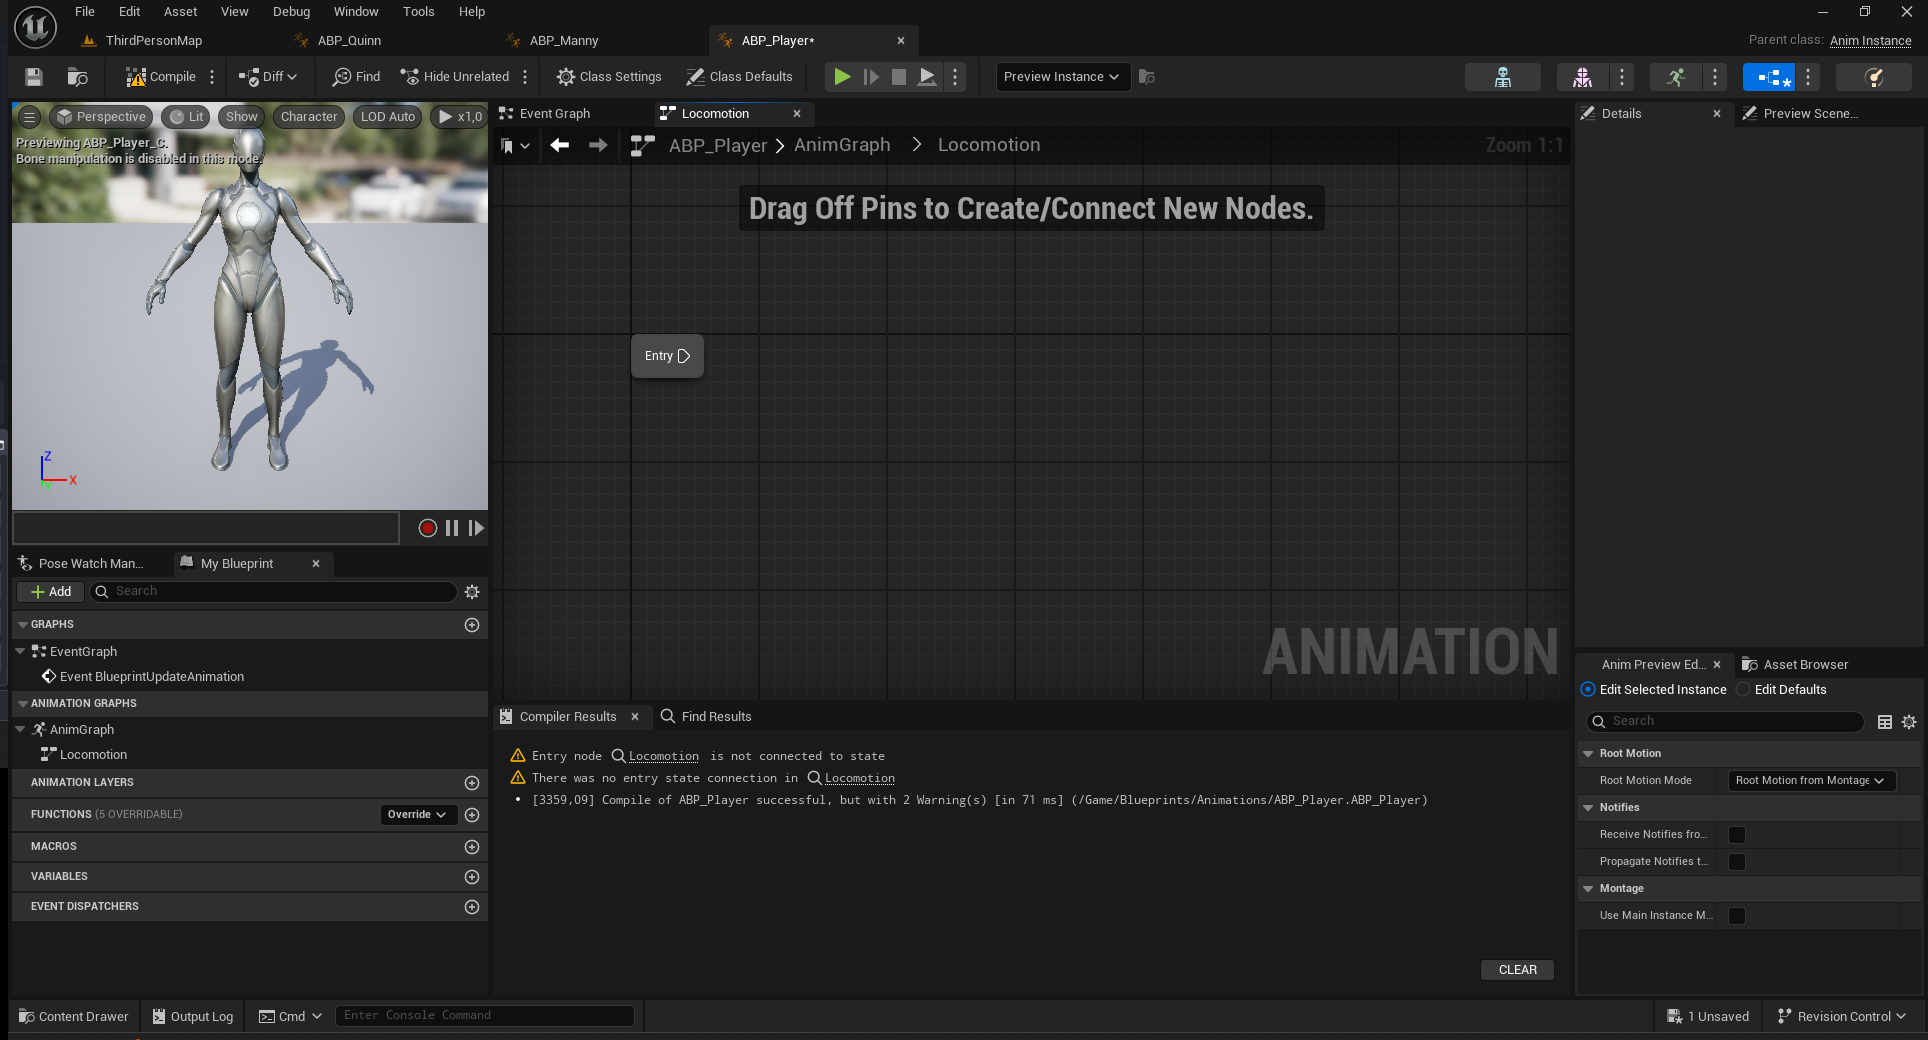 File Edit Asset View Debug Window Tools Help
ThirdPersonMap ABP_Quinn ABP_Manny ABP_Player* Parent class: Anim Instance
Compile Diff Find Hide Unrelated Class Settings Class Defaults Preview Instance
Perspective Lit Show Character LOD Auto x1,0
Previewing ABP_Player_C.
Bone manipulation is disabled in this mode.
Z
X
Y
Event Graph Locomotion
ABP_Player > AnimGraph > Locomotion Zoom 1:1
Drag Off Pins to Create/Connect New Nodes.
Entry
ANIMATION
Details Preview Scene...
Pose Watch Man... My Blueprint
Add Search
GRAPHS
EventGraph
Event BlueprintUpdateAnimation
ANIMATION GRAPHS
AnimGraph
Locomotion
ANIMATION LAYERS
FUNCTIONS (5 OVERRIDABLE) Override
MACROS
VARIABLES
EVENT DISPATCHERS
Compiler Results Find Results
Entry node Locomotion is not connected to state
There was no entry state connection in Locomotion
• [3359,09] Compile of ABP_Player successful, but with 2 Warning(s) [in 71 ms] (/Game/Blueprints/Animations/ABP_Player.ABP_Player)
CLEAR
Anim Preview Ed... Asset Browser
Edit Selected Instance Edit Defaults
Search
Root Motion
Root Motion Mode Root Motion from Montage
Notifies
Receive Notifies fro...
Propagate Notifies t...
Montage
Use Main Instance M...
Content Drawer Output Log Cmd Enter Console Command 1 Unsaved Revision Control